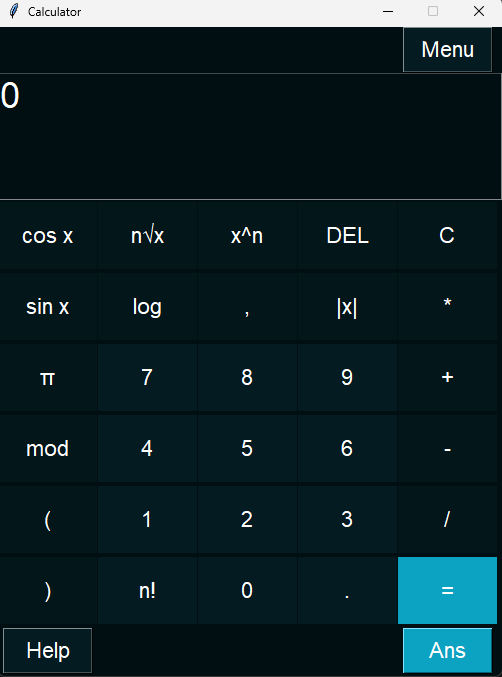 Calculator
Menu
0
cos x n√x x^n DEL C
sin x log , |x| *
π 7 8 9 +
mod 4 5 6 -
( 1 2 3 /
) n! 0 . =
Help Ans